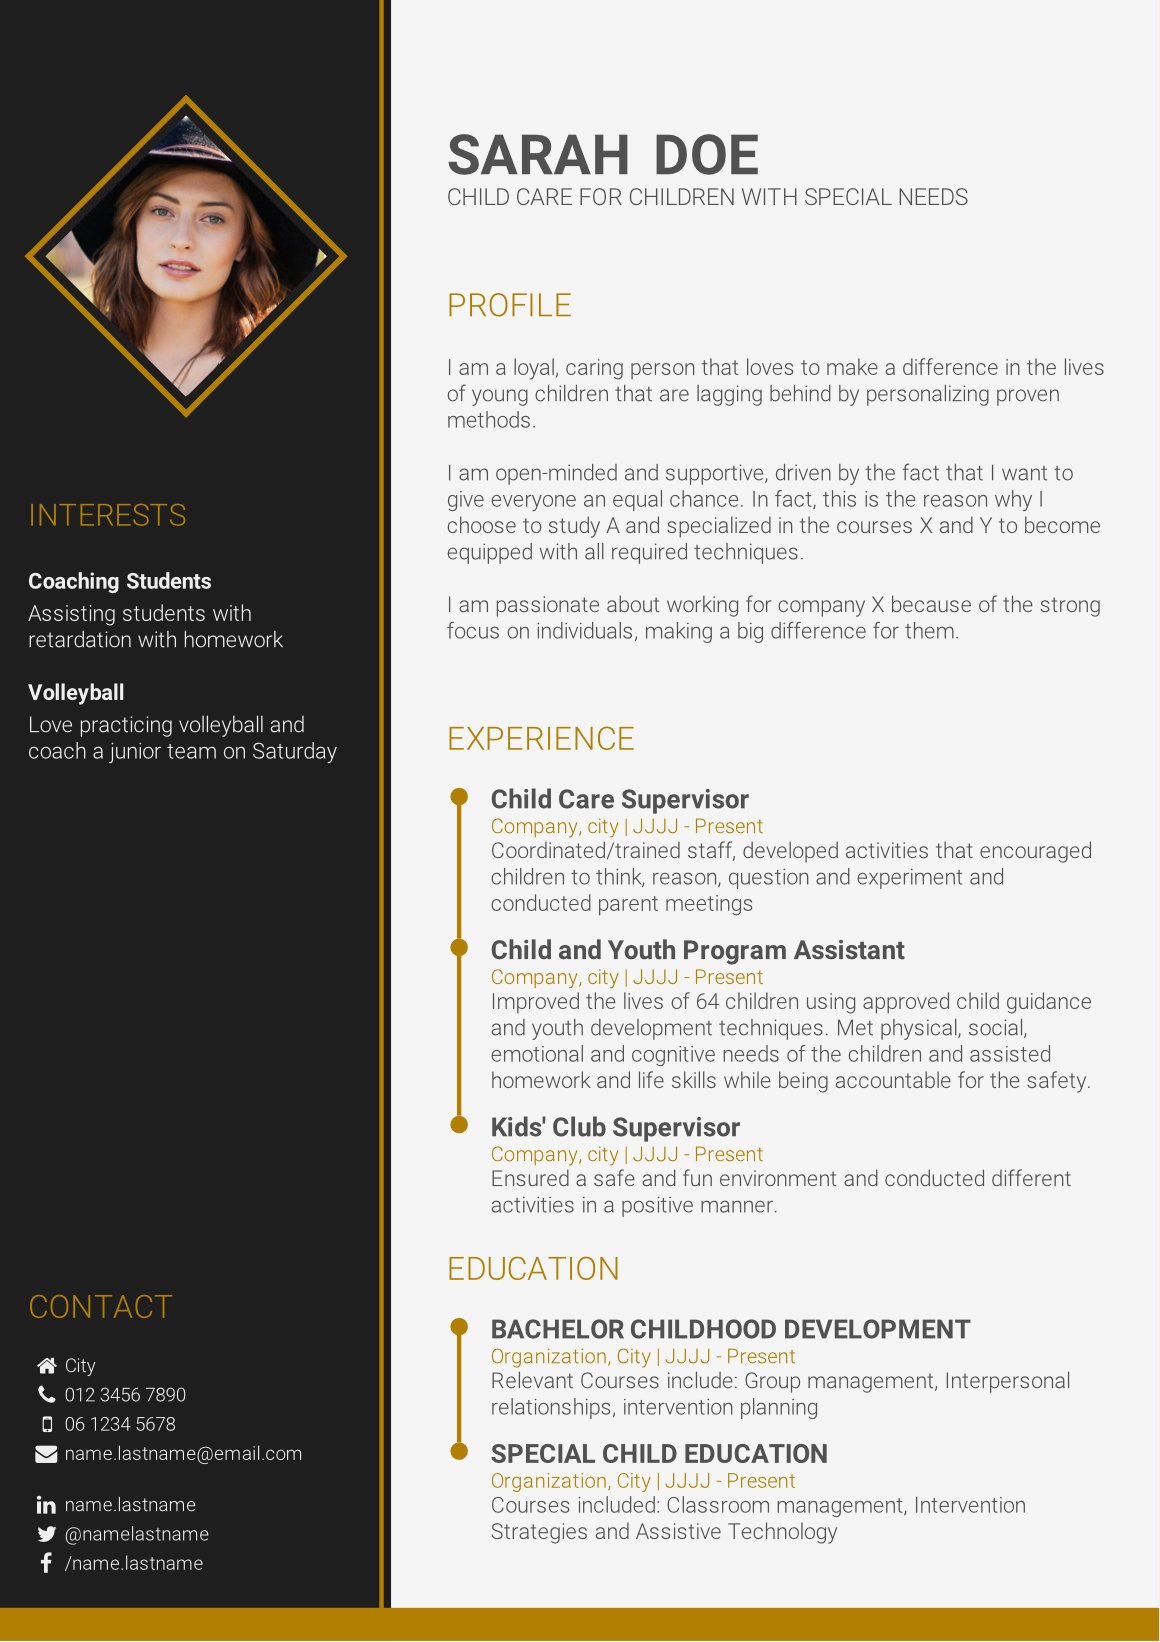 SARAH DOE
CHILD CARE FOR CHILDREN WITH SPECIAL NEEDS
PROFILE
I am a loyal, caring person that loves to make a difference in the lives
of young children that are lagging behind by personalizing proven
methods.
I am open-minded and supportive, driven by the fact that I want to
give everyone an equal chance. In fact, this is the reason why I
choose to study A and specialized in the courses X and Y to become
equipped with all required techniques.
I am passionate about working for company X because of the strong
focus on individuals, making a big difference for them.
EXPERIENCE
Child Care Supervisor
Company, city | JJJJ - Present
Coordinated/trained staff, developed activities that encouraged
children to think, reason, question and experiment and
conducted parent meetings
Child and Youth Program Assistant
Company, city | JJJJ - Present
Improved the lives of 64 children using approved child guidance
and youth development techniques. Met physical, social,
emotional and cognitive needs of the children and assisted
homework and life skills while being accountable for the safety.
Kids' Club Supervisor
Company, city | JJJJ - Present
Ensured a safe and fun environment and conducted different
activities in a positive manner.
EDUCATION
BACHELOR CHILDHOOD DEVELOPMENT
Organization, City | JJJJ - Present
Relevant Courses include: Group management, Interpersonal
relationships, intervention planning
SPECIAL CHILD EDUCATION
Organization, City | JJJJ - Present
Courses included: Classroom management, Intervention
Strategies and Assistive Technology
INTERESTS
Coaching Students
Assisting students with
retardation with homework
Volleyball
Love practicing volleyball and
coach a junior team on Saturday
CONTACT
City
012 3456 7890
06 1234 5678
name.lastname@email.com
name.lastname
@namelastname
/name.lastname